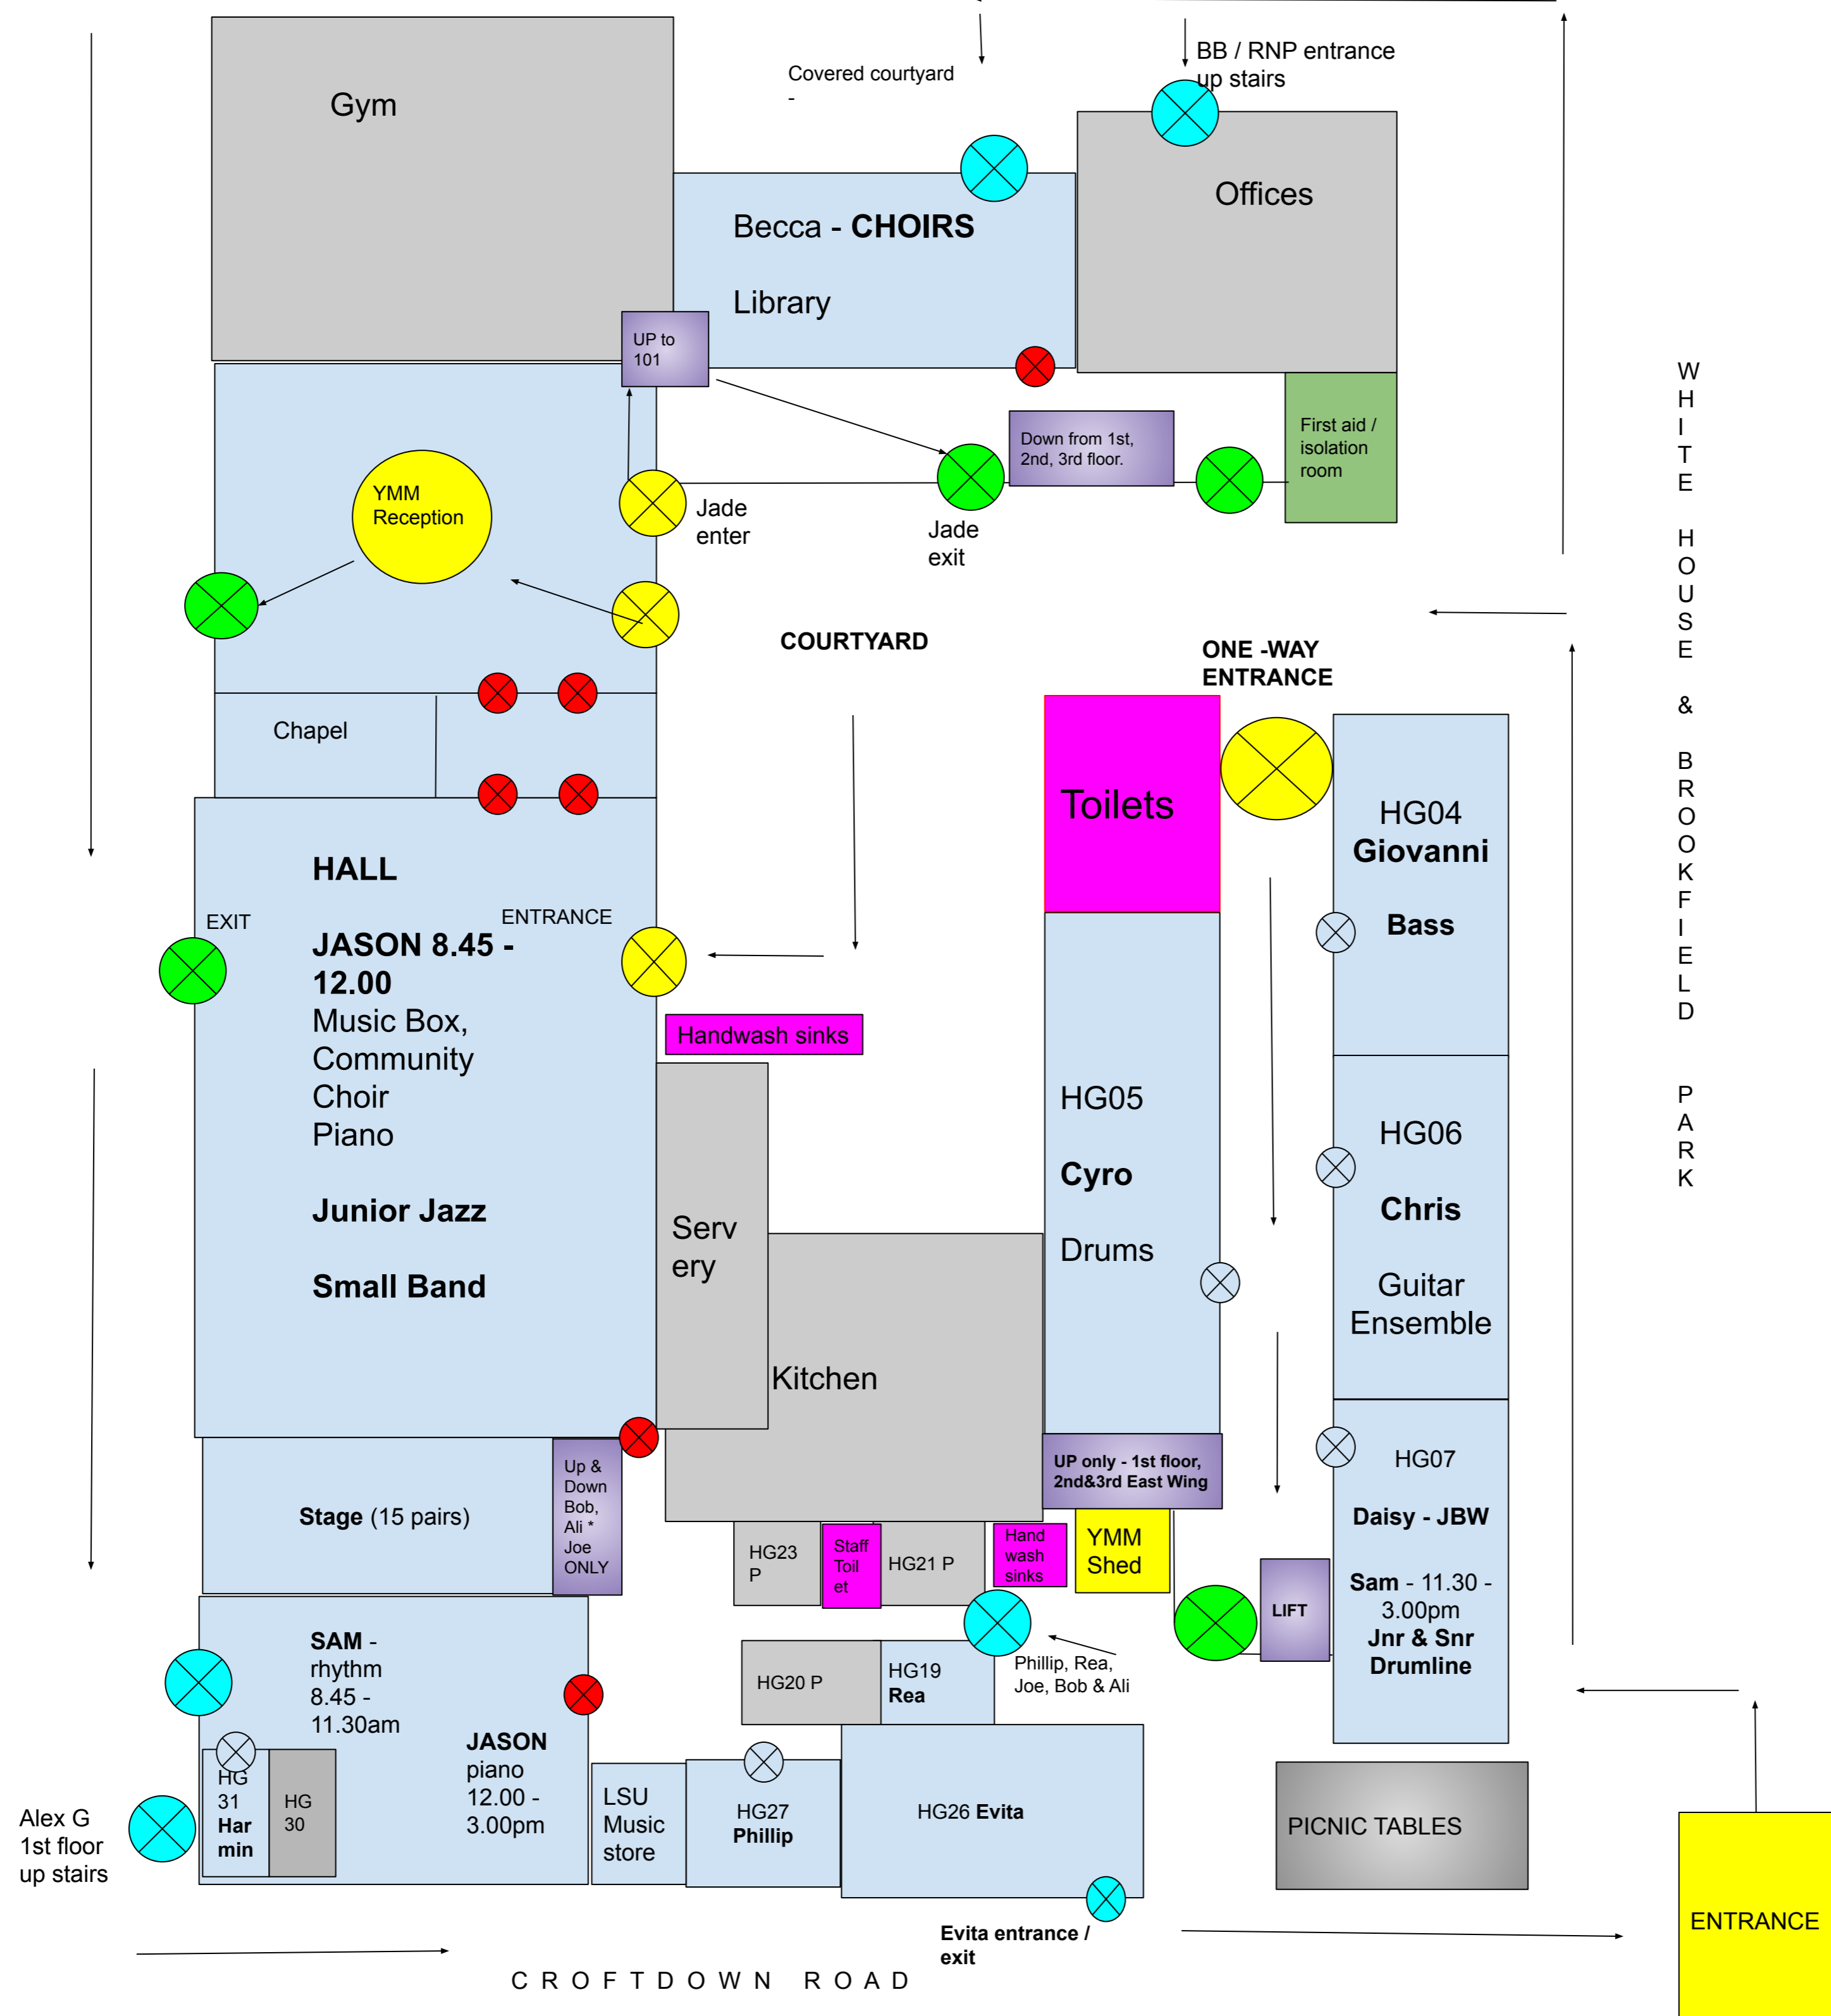 BB / RNP entrance
up stairs
Covered courtyard
-
Gym
Offices
Becca - CHOIRS
Library
UP to
101
First aid /
isolation
room
Down from 1st,
2nd, 3rd floor.
YMM
Reception
Jade
enter
Jade
exit
COURTYARD
ONE -WAY
ENTRANCE
WHITE HOUSE & BROOKFIELD PARK
Chapel
Toilets
HG04
Giovanni
Bass
HALL
EXIT
ENTRANCE
JASON 8.45 -
12.00
Music Box,
Community
Choir
Piano
Junior Jazz
Small Band
Handwash sinks
HG05
Cyro
Drums
HG06
Chris
Guitar
Ensemble
Serv
ery
Kitchen
UP only - 1st floor,
2nd&3rd East Wing
HG07
Daisy - JBW
Sam - 11.30 -
3.00pm
Jnr & Snr
Drumline
Stage (15 pairs)
Up &
Down
Bob,
Ali *
Joe
ONLY
HG23
P
Staff
Toil
et
HG21 P
Hand
wash
sinks
YMM
Shed
LIFT
SAM -
rhythm
8.45 -
11.30am
HG20 P
HG19
Rea
Phillip, Rea,
Joe, Bob & Ali
JASON
piano
12.00 -
3.00pm
HG
31
Har
min
HG
30
Alex G
1st floor
up stairs
LSU
Music
store
HG27
Phillip
HG26 Evita
PICNIC TABLES
ENTRANCE
Evita entrance /
exit
CROFTDOWN ROAD